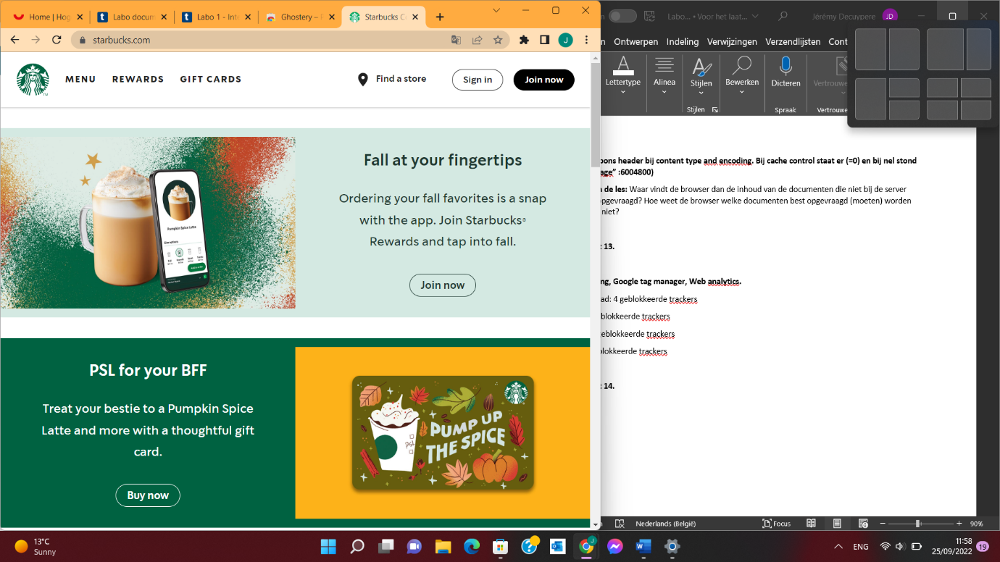 Home | Hog
Labo docum
Labo 1 - Int
Ghostery –
Starbucks C
starbucks.com
MENU REWARDS GIFT CARDS
Find a store
Sign in
Join now
Fall at your fingertips
Ordering your fall favorites is a snap
with the app. Join Starbucks®
Rewards and tap into fall.
Join now
Pumpkin Spice Latte
PSL for your BFF
Treat your bestie to a Pumpkin Spice
Latte and more with a thoughtful gift
card.
Buy now
PUMP UP
THE SPICE
Labo... • Voor het laat...
Jérémy Decuypere
JD
Ontwerpen Indeling Verwijzingen Verzendlijsten Cont
Lettertype
Alinea
Stijlen
Bewerken
Dicteren
Vertrouwe
Stijlen
Spraak
Vertrouwe
pons header bij content type and encoding. Bij cache control staat er (=0) en bij nel stond
age” :6004800)
n de les: Waar vindt de browser dan de inhoud van de documenten die niet bij de server
opgevraagd? Hoe weet de browser welke documenten best opgevraagd (moeten) worden
niet?
13.
ng, Google tag manager, Web analytics.
ad: 4 geblokkeerde trackers
blokkeerde trackers
geblokkeerde trackers
blokkeerde trackers
14.
Nederlands (België)
Focus
90%
13°C
Sunny
ENG
11:58
25/09/2022
19